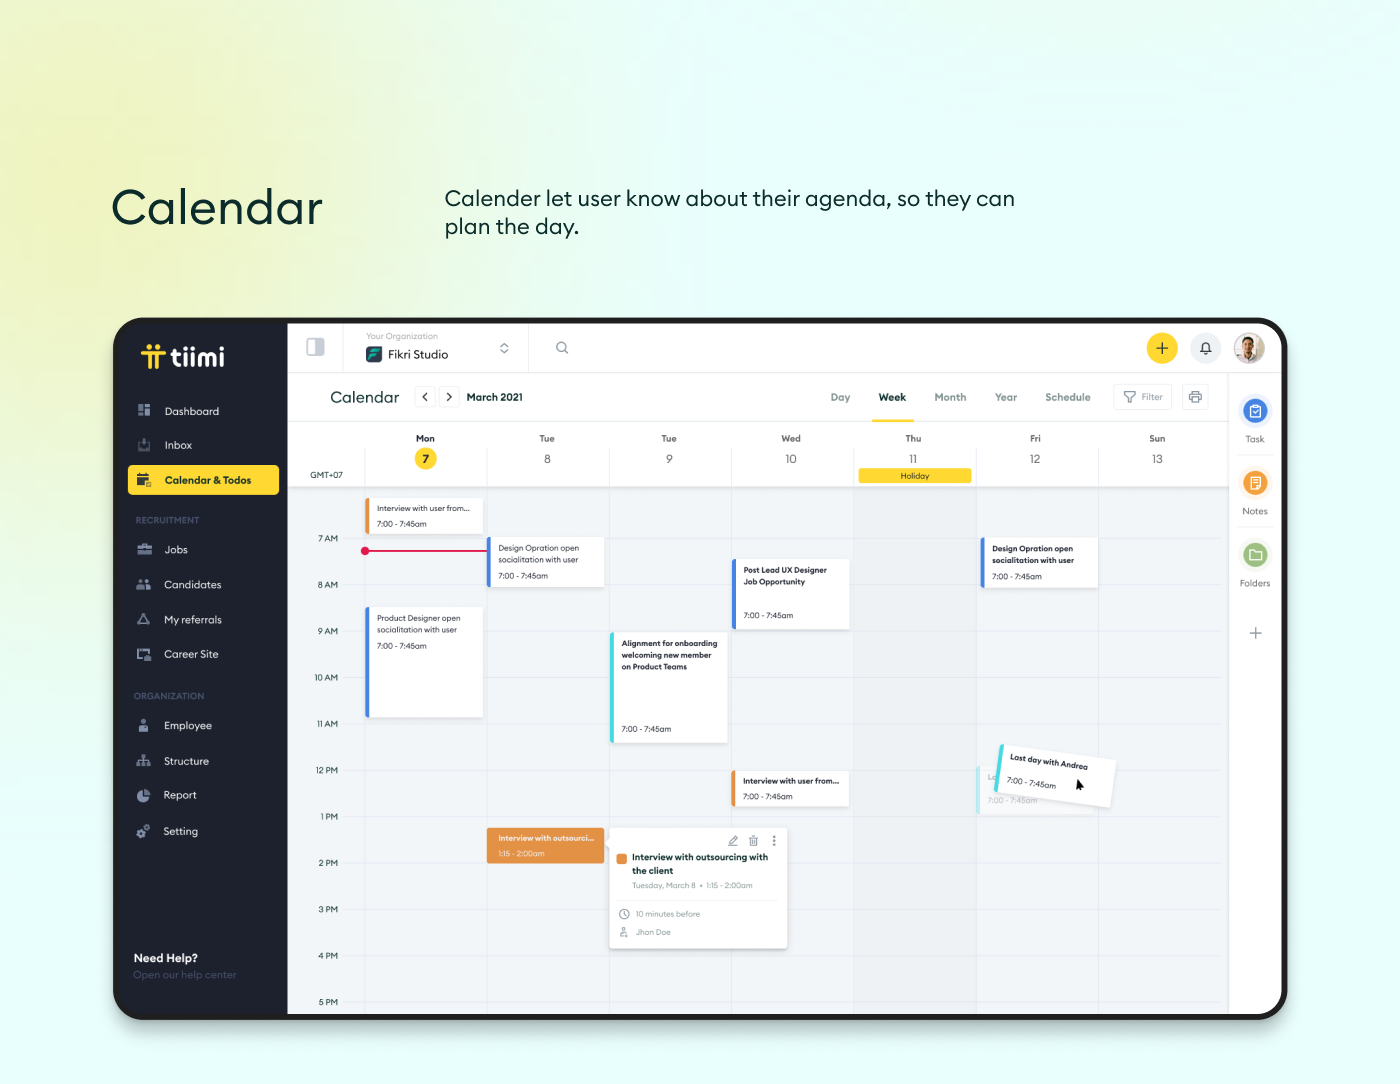 Calendar
Calender let user know about their agenda, so they can
plan the day.
tiimi
Dashboard
Inbox
Calendar & Todos
RECRUITMENT
Jobs
Candidates
My referrals
Career Site
ORGANIZATION
Employee
Structure
Report
Setting
Need Help?
Open our help center
Your Organization
Fikri Studio
Calendar
March 2021
Day
Week
Month
Year
Schedule
Filter
GMT+07
Mon
7
Tue
8
Tue
9
Wed
10
Thu
11
Holiday
Fri
12
Sun
13
7 AM
8 AM
9 AM
10 AM
11 AM
12 PM
1 PM
2 PM
3 PM
4 PM
5 PM
Interview with user from...
7:00 - 7:45am
Product Designer open
socialitation with user
7:00 - 7:45am
Design Opration open
socialitation with user
7:00 - 7:45am
Interview with outsourci...
1:15 - 2:00am
Alignment for onboarding
welcoming new member
on Product Teams
7:00 - 7:45am
Interview with outsourcing with
the client
Tuesday, March 8 • 1:15 - 2:00am
10 minutes before
Jhon Doe
Post Lead UX Designer
Job Opportunity
7:00 - 7:45am
Interview with user from...
7:00 - 7:45am
Design Opration open
socialitation with user
7:00 - 7:45am
Last day with Andrea
7:00 - 7:45am
La
7:00 - 7:45am
Task
Notes
Folders